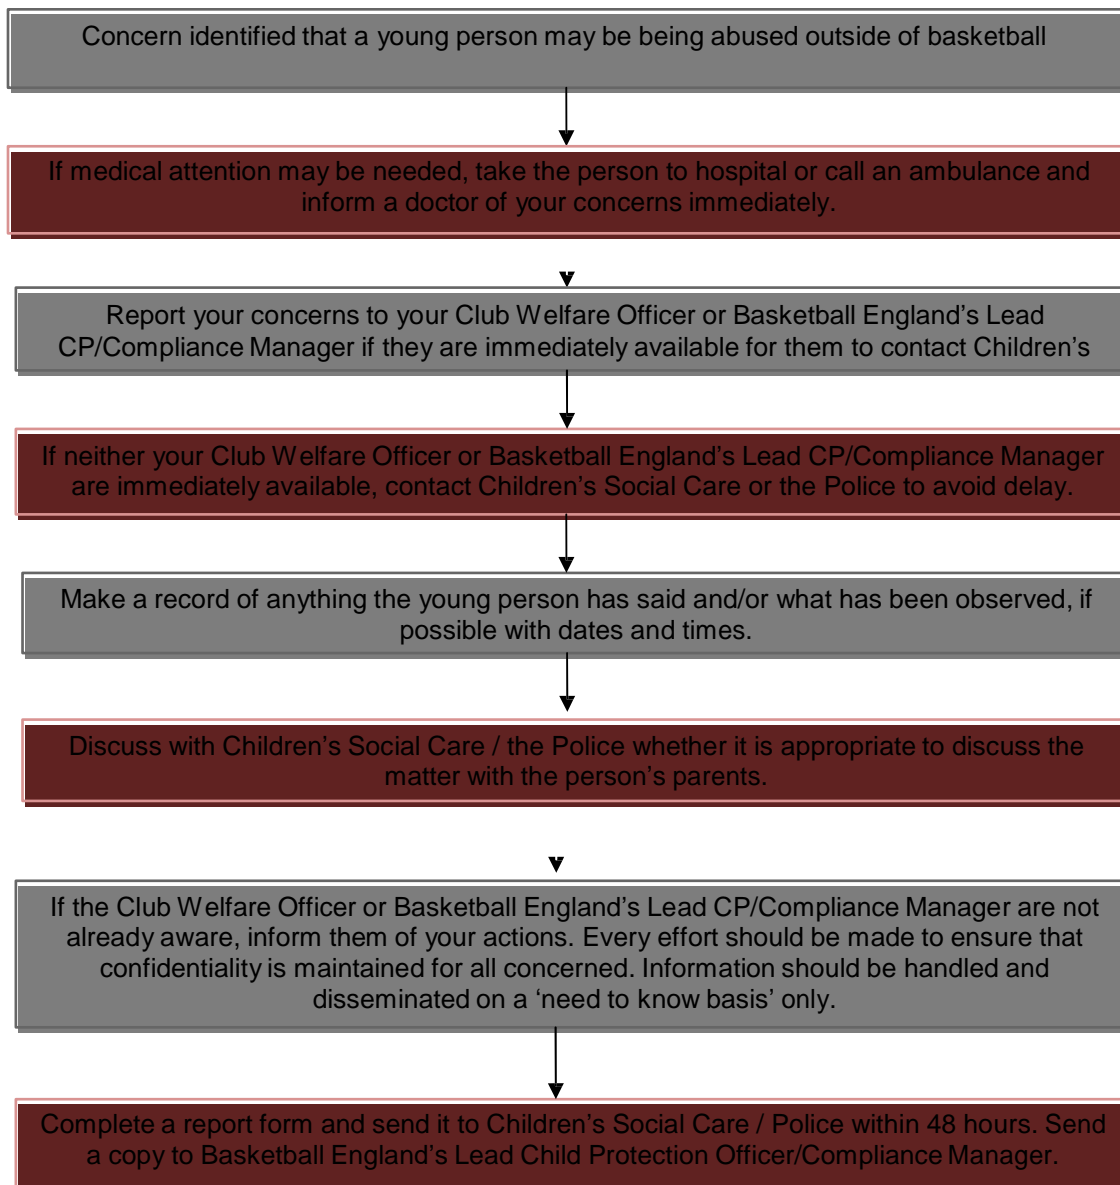 Concern identified that a young person may be being abused outside of basketball
If medical attention may be needed, take the person to hospital or call an ambulance and
inform a doctor of your concerns immediately.
Report your concerns to your Club Welfare Officer or Basketball England’s Lead
CP/Compliance Manager if they are immediately available for them to contact Children’s
If neither your Club Welfare Officer or Basketball England’s Lead CP/Compliance Manager
are immediately available, contact Children’s Social Care or the Police to avoid delay.
Make a record of anything the young person has said and/or what has been observed, if
possible with dates and times.
Discuss with Children’s Social Care / the Police whether it is appropriate to discuss the
matter with the person’s parents.
If the Club Welfare Officer or Basketball England’s Lead CP/Compliance Manager are not
already aware, inform them of your actions. Every effort should be made to ensure that
confidentiality is maintained for all concerned. Information should be handled and
disseminated on a ‘need to know basis’ only.
Complete a report form and send it to Children’s Social Care / Police within 48 hours. Send
a copy to Basketball England’s Lead Child Protection Officer/Compliance Manager.